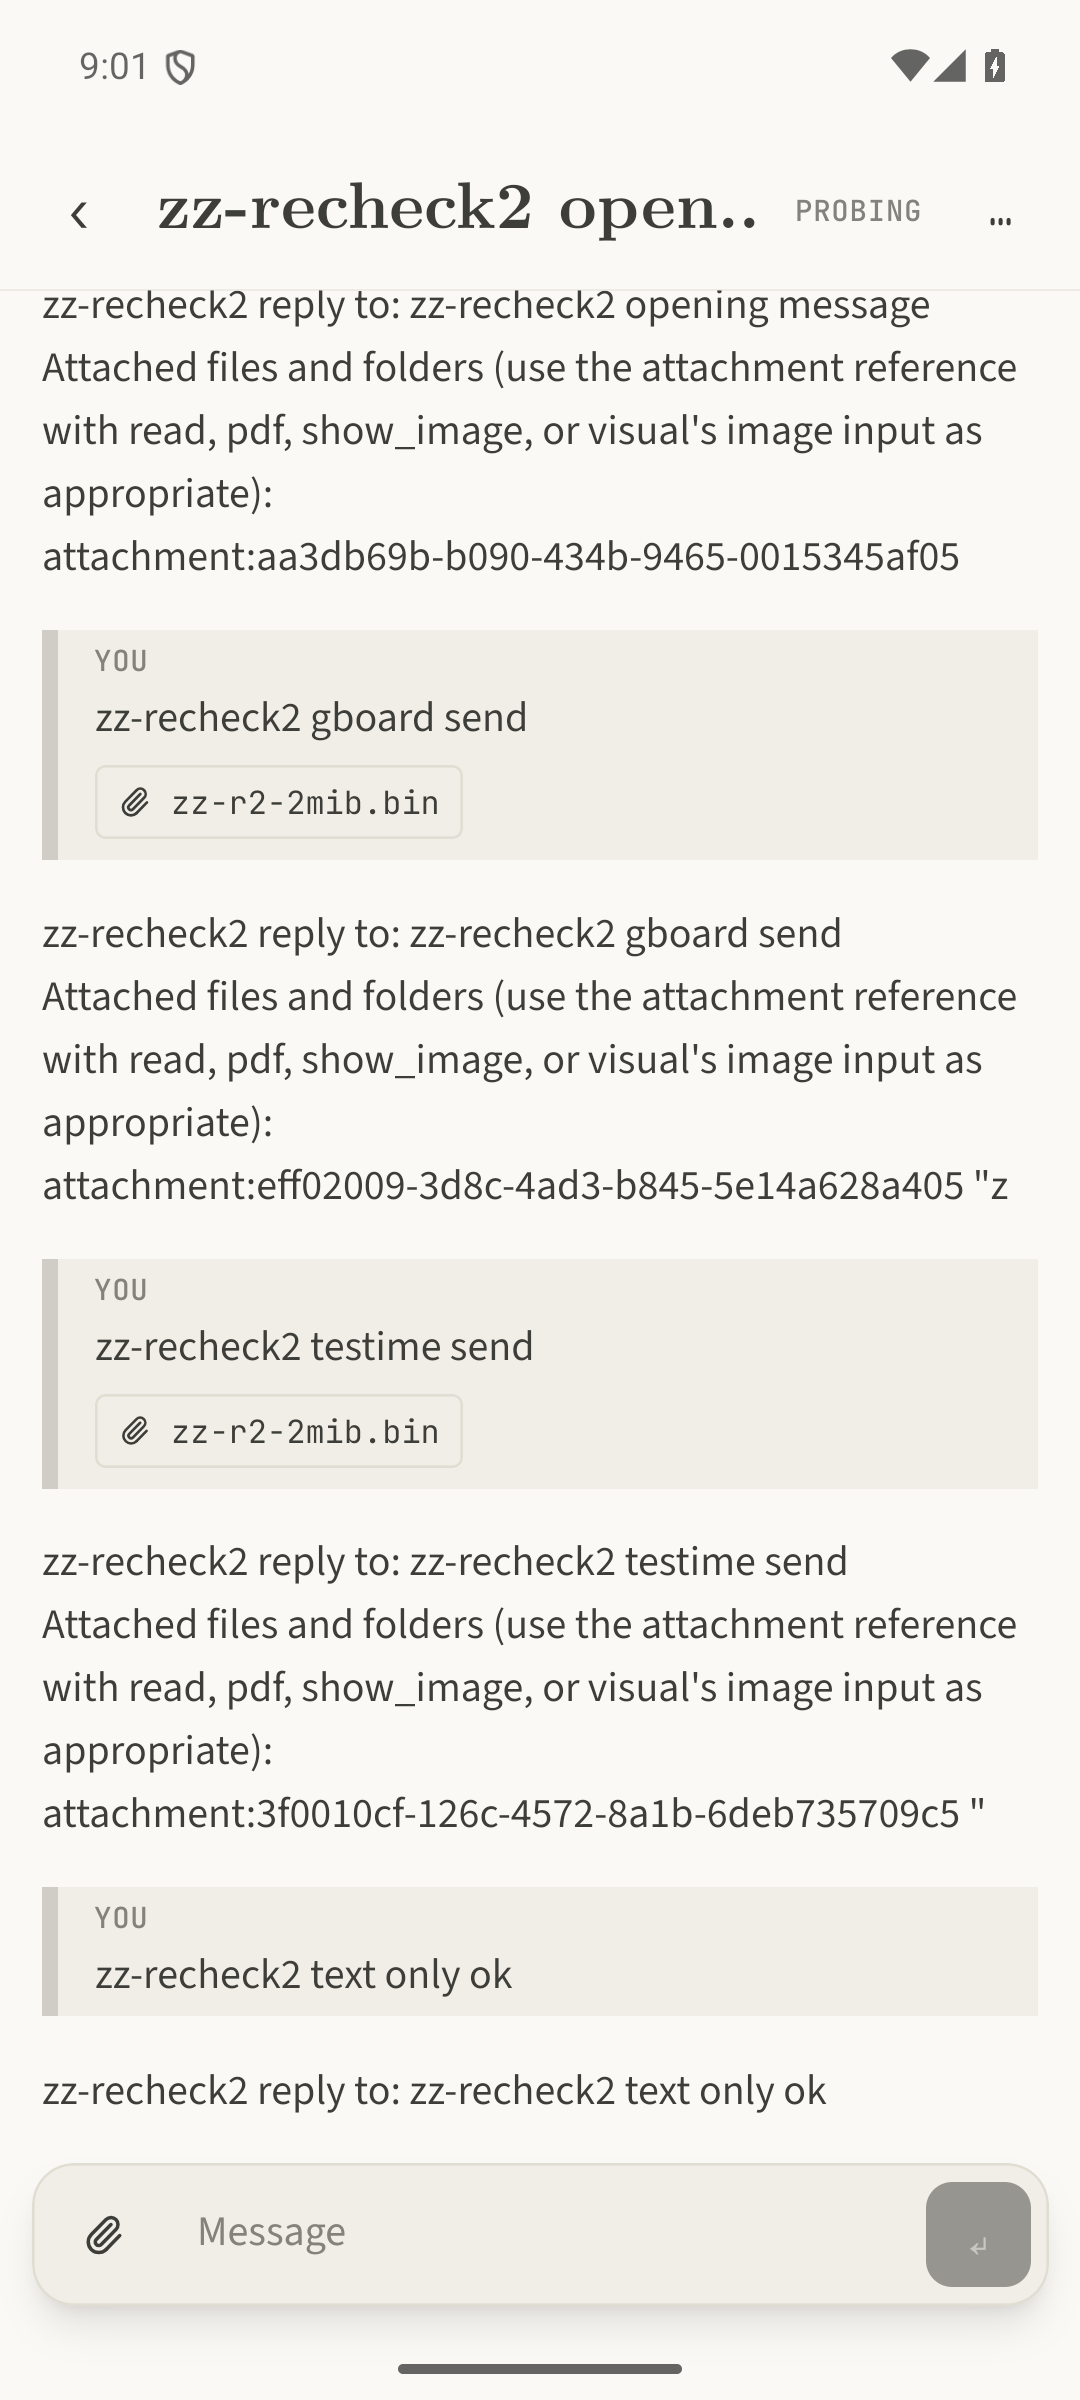 9:01
‹ zz-recheck2 open.. PROBING …
zz-recheck2 reply to: zz-recheck2 opening message
Attached files and folders (use the attachment reference
with read, pdf, show_image, or visual's image input as
appropriate):
attachment:aa3db69b-b090-434b-9465-0015345af05
YOU
zz-recheck2 gboard send
zz-r2-2mib.bin
zz-recheck2 reply to: zz-recheck2 gboard send
Attached files and folders (use the attachment reference
with read, pdf, show_image, or visual's image input as
appropriate):
attachment:eff02009-3d8c-4ad3-b845-5e14a628a405 "z
YOU
zz-recheck2 testime send
zz-r2-2mib.bin
zz-recheck2 reply to: zz-recheck2 testime send
Attached files and folders (use the attachment reference
with read, pdf, show_image, or visual's image input as
appropriate):
attachment:3f0010cf-126c-4572-8a1b-6deb735709c5 "
YOU
zz-recheck2 text only ok
zz-recheck2 reply to: zz-recheck2 text only ok
Message